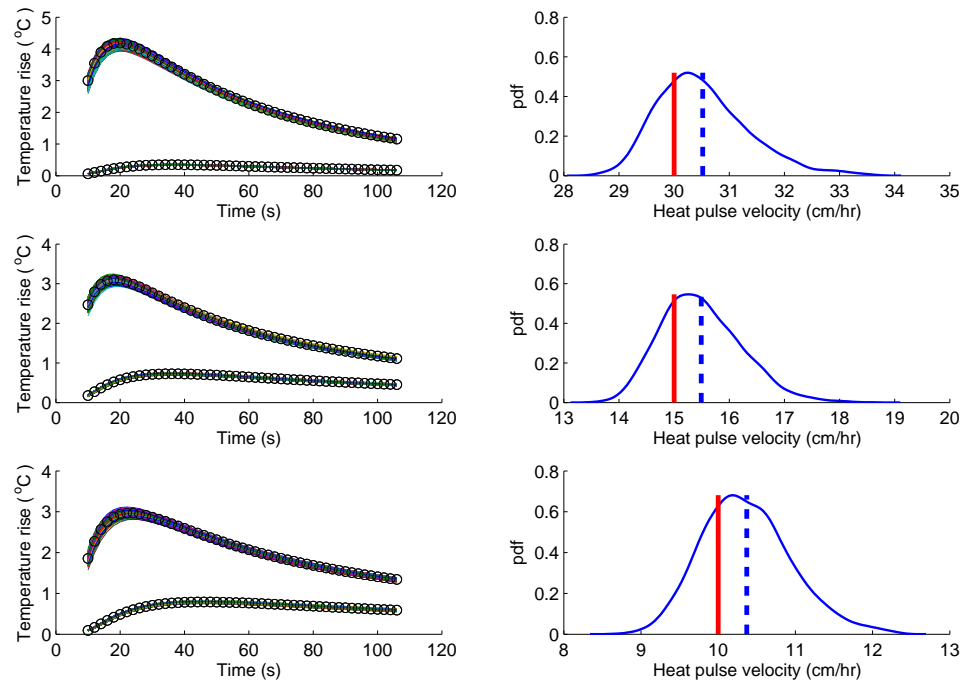 5
4
3
2
1
0
0 20 40 60 80 100 120
Temperature rise ( °C)
Time (s)
0.8
0.6
0.4
0.2
0
28 29 30 31 32 33 34 35
pdf
Heat pulse velocity (cm/hr)
4
3
2
1
0
0 20 40 60 80 100 120
Temperature rise ( °C)
Time (s)
0.8
0.6
0.4
0.2
0
13 14 15 16 17 18 19 20
pdf
Heat pulse velocity (cm/hr)
4
3
2
1
0
0 20 40 60 80 100 120
Temperature rise ( °C)
Time (s)
0.8
0.6
0.4
0.2
0
8 9 10 11 12 13
pdf
Heat pulse velocity (cm/hr)